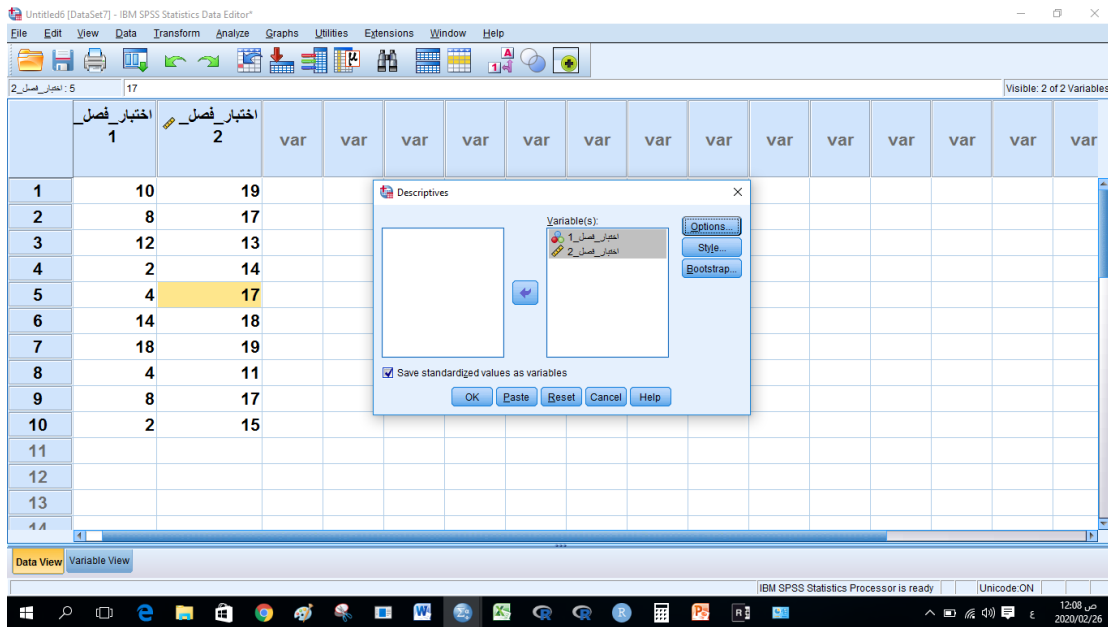 Untitled6 [DataSet7] - IBM SPSS Statistics Data Editor*
File Edit View Data Transform Analyze Graphs Utilities Extensions Window Help
5 : اختبار_فصل_2 17 Visible: 2 of 2 Variables
اختبار_فصل_1 اختبار_فصل_2 var var var var var var var var var var var var var var
1 10 19
2 8 17
3 12 13
4 2 14
5 4 17
6 14 18
7 18 19
8 4 11
9 8 17
10 2 15
11
12
13
14
Descriptives
Variable(s):
اختبار_فصل_1
اختبار_فصل_2
Options...
Style...
Bootstrap...
Save standardized values as variables
OK Paste Reset Cancel Help
Data View Variable View
IBM SPSS Statistics Processor is ready Unicode:ON
ع 12:08 ص
2020/02/26